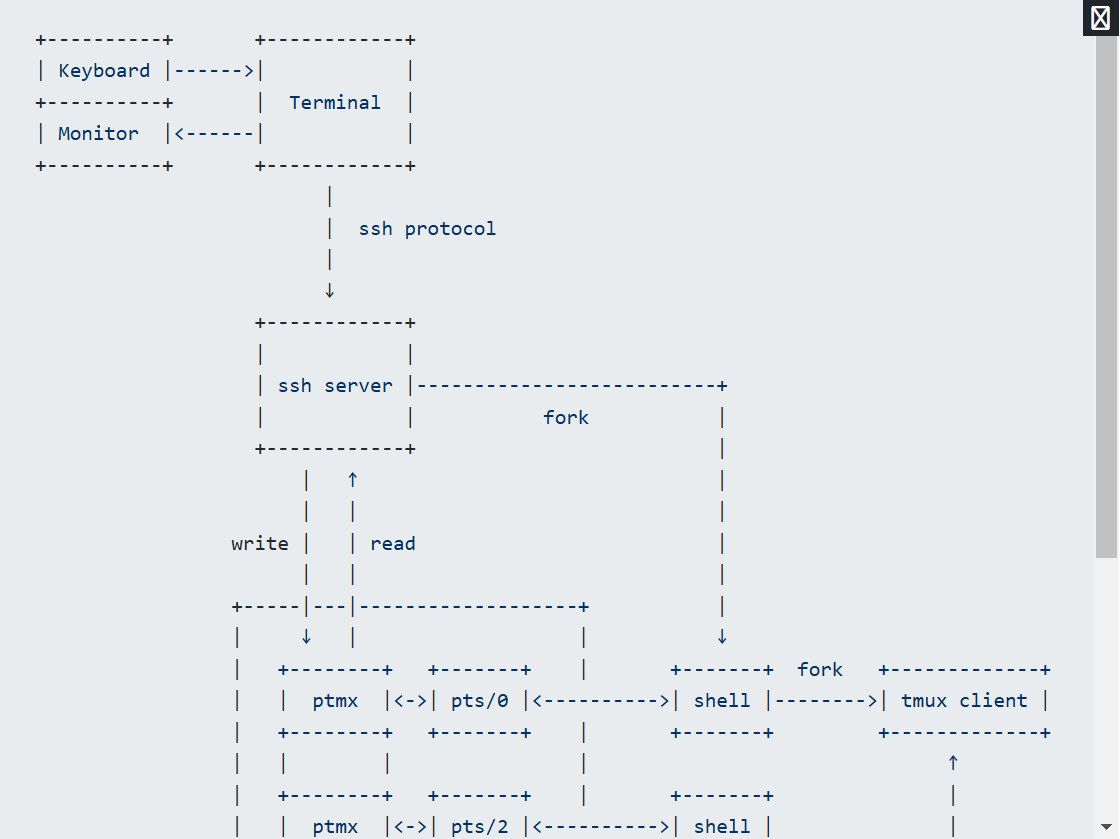 +----------+       +------------+
| Keyboard |------>|            |
+----------+       |  Terminal  |
| Monitor  |<------|            |
+----------+       +------------+
                         |
                         |  ssh protocol
                         |
                         ↓
                   +------------+
                   |            |
                   | ssh server |--------------------------+
                   |            |           fork           |
                   +------------+                          |
                       |   ↑                               |
                       |   |                               |
                 write |   | read                          |
                       |   |                               |
                 +-----|---|-------------------+           |
                 |     ↓   |                   |           ↓
                 |   +--------+   +-------+    |       +-------+  fork   +-------------+
                 |   |  ptmx  |<->| pts/0 |<---------->| shell |-------->| tmux client |
                 |   +--------+   +-------+    |       +-------+         +-------------+
                 |   |        |                |                               ↑
                 |   +--------+   +-------+    |       +-------+               |
                 |   |  ptmx  |<->| pts/2 |<---------->| shell |               |